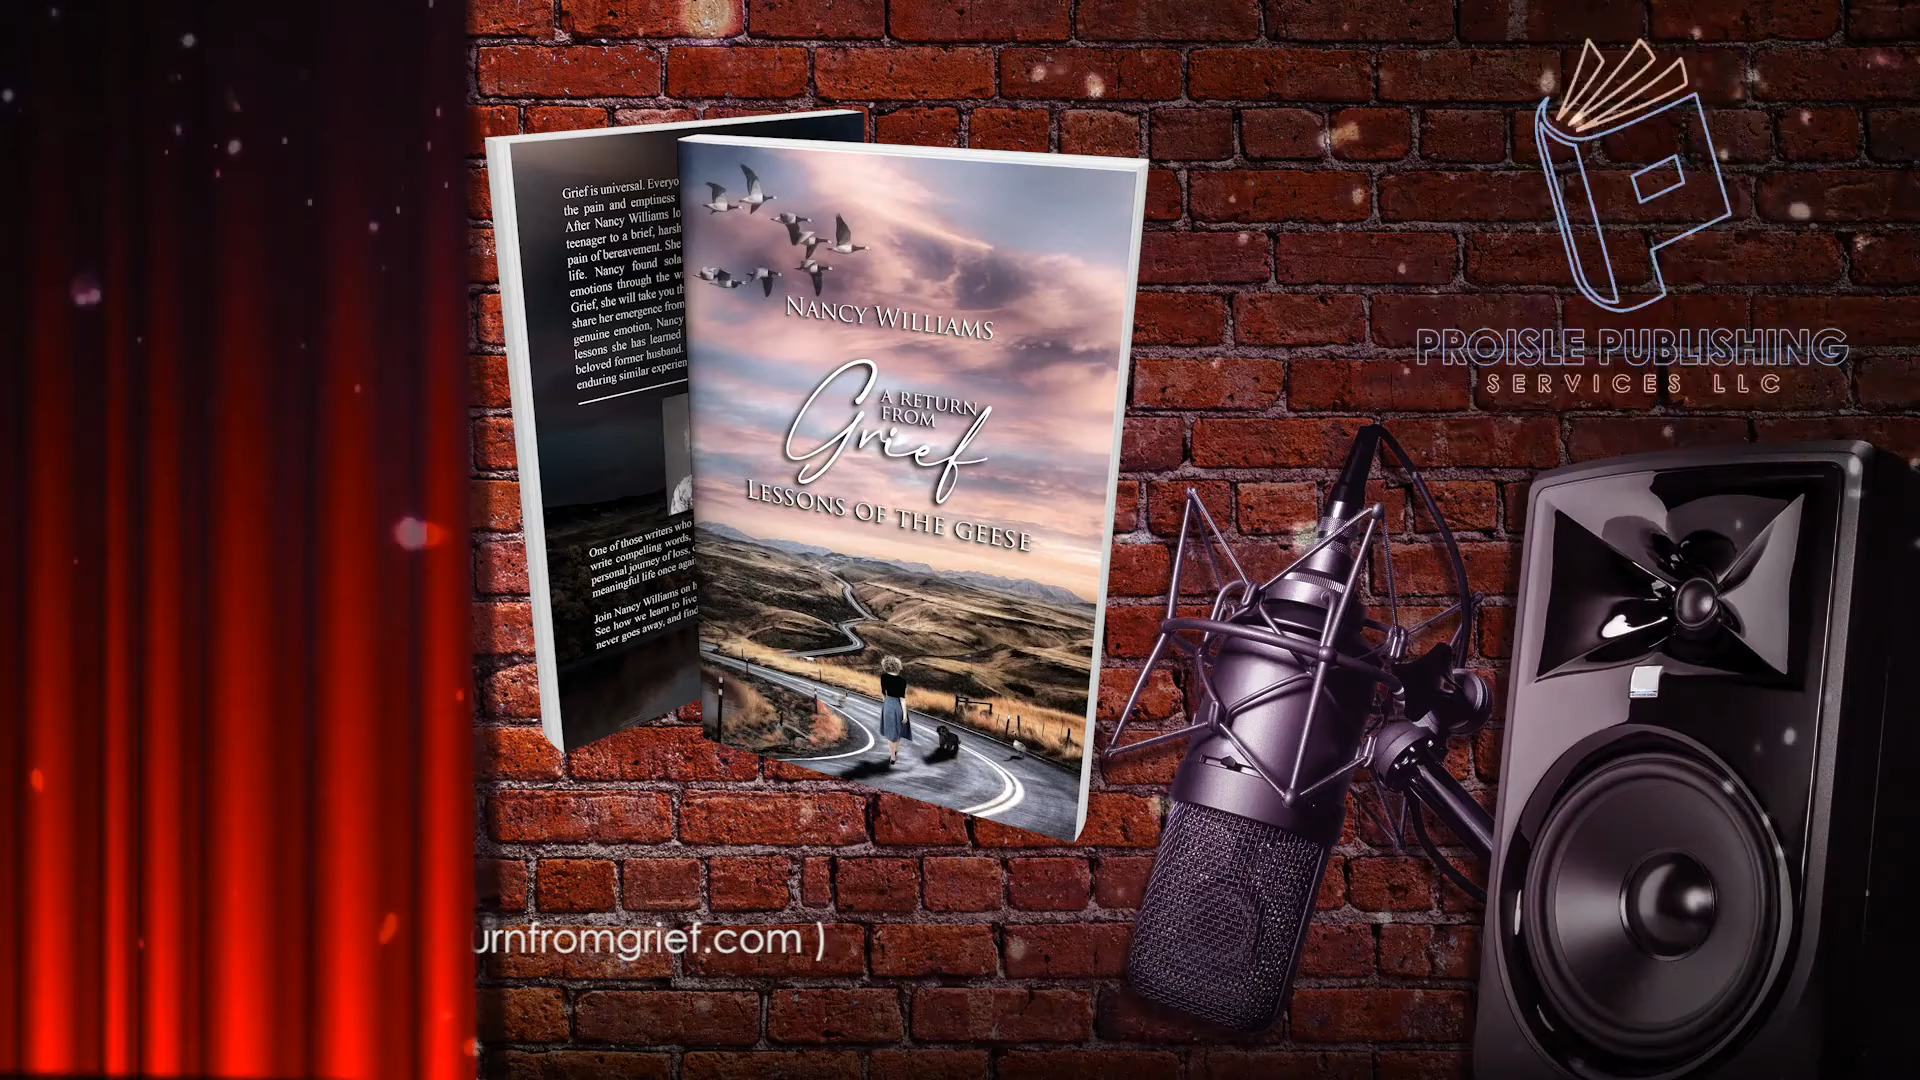 Grief is universal. Everyo
the pain and emptiness
After Nancy Williams lo
teenager to a brief, harsh
pain of bereavement. She
life. Nancy found sola
emotions through the w
Grief, she will take you th
share her emergence from
genuine emotion, Nancy
lessons she has learned
beloved former husband.
enduring similar experien
One of those writers who
write compelling words,
personal journey of loss,
meaningful life once again
Join Nancy Williams on h
See how we learn to live
never goes away, and find
NANCY WILLIAMS
A RETURN
FROM
Grief
LESSONS OF THE GEESE
PROISLE PUBLISHING
SERVICES LLC
urnfromgrief.com )